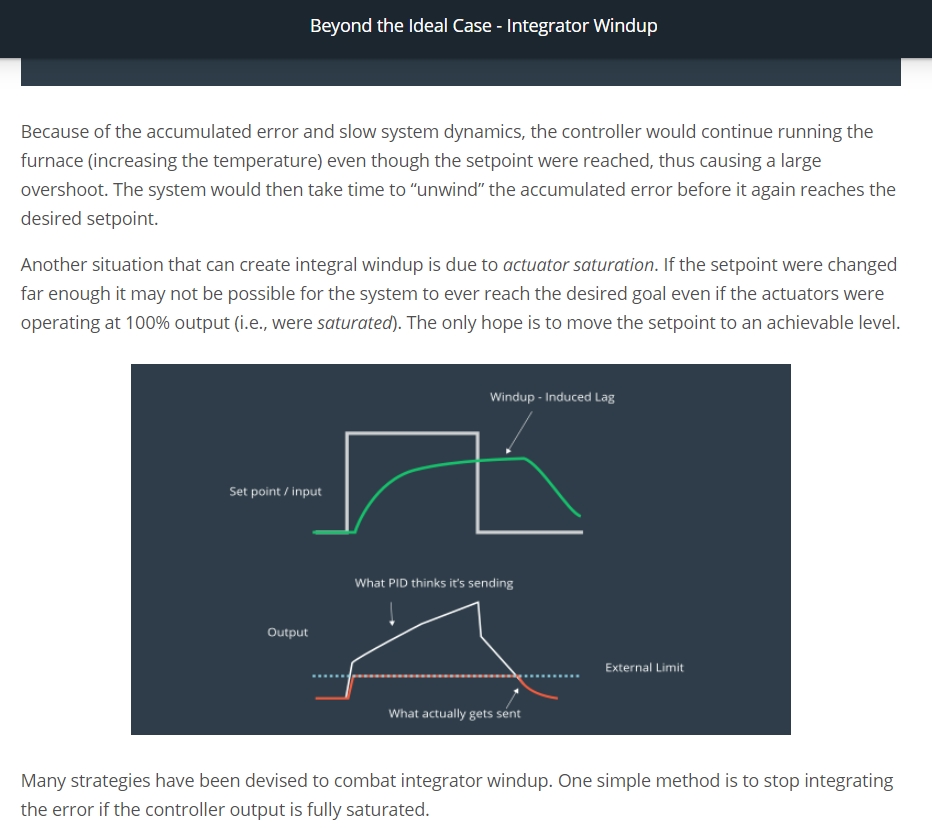 Beyond the Ideal Case - Integrator Windup
Because of the accumulated error and slow system dynamics, the controller would continue running the
furnace (increasing the temperature) even though the setpoint were reached, thus causing a large
overshoot. The system would then take time to “unwind” the accumulated error before it again reaches the
desired setpoint.
Another situation that can create integral windup is due to actuator saturation. If the setpoint were changed
far enough it may not be possible for the system to ever reach the desired goal even if the actuators were
operating at 100% output (i.e., were saturated). The only hope is to move the setpoint to an achievable level.
Windup - Induced Lag
Set point / input
What PID thinks it's sending
Output
External Limit
What actually gets sent
Many strategies have been devised to combat integrator windup. One simple method is to stop integrating
the error if the controller output is fully saturated.